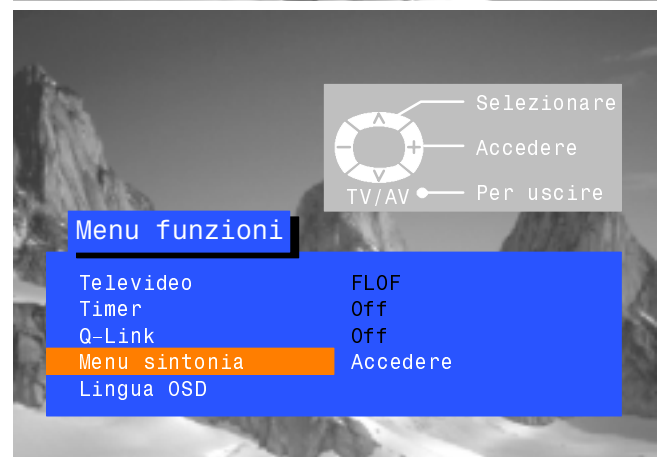 Selezionare
Accedere
TV/AV Per uscire
Menu funzioni
Televideo FLOF
Timer Off
Q-Link Off
Menu sintonia Accedere
Lingua OSD